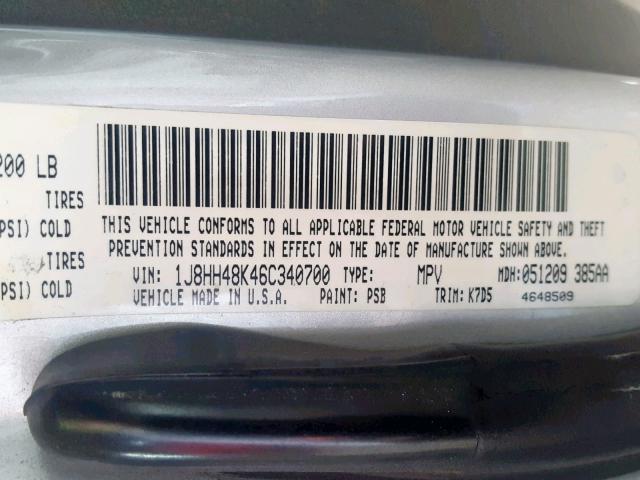 200 LB
TIRES
PSI) COLD
TIRES
PSI) COLD
THIS VEHICLE CONFORMS TO ALL APPLICABLE FEDERAL MOTOR VEHICLE SAFETY AND THEFT
PREVENTION STANDARDS IN EFFECT ON THE DATE OF MANUFACTURE SHOWN ABOVE.
VIN: 1J8HH48K46C340700 TYPE: MPV MDH:051209 385AA
VEHICLE MADE IN U.S.A. PAINT: PSB TRIM: K7D5 4648509